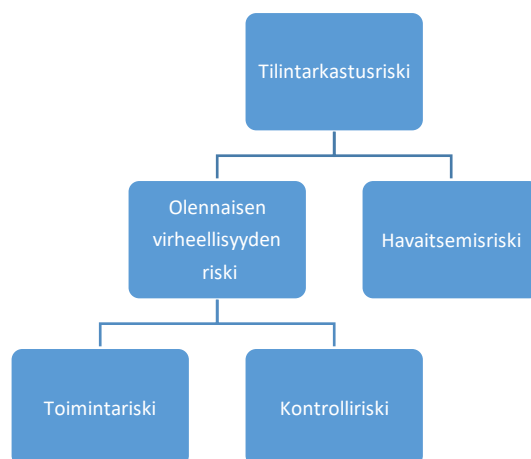 Tilintarkastusriski
Olennaisen
virheellisyyden
riski
Havaitsemisriski
Toimintariski
Kontrolliriski